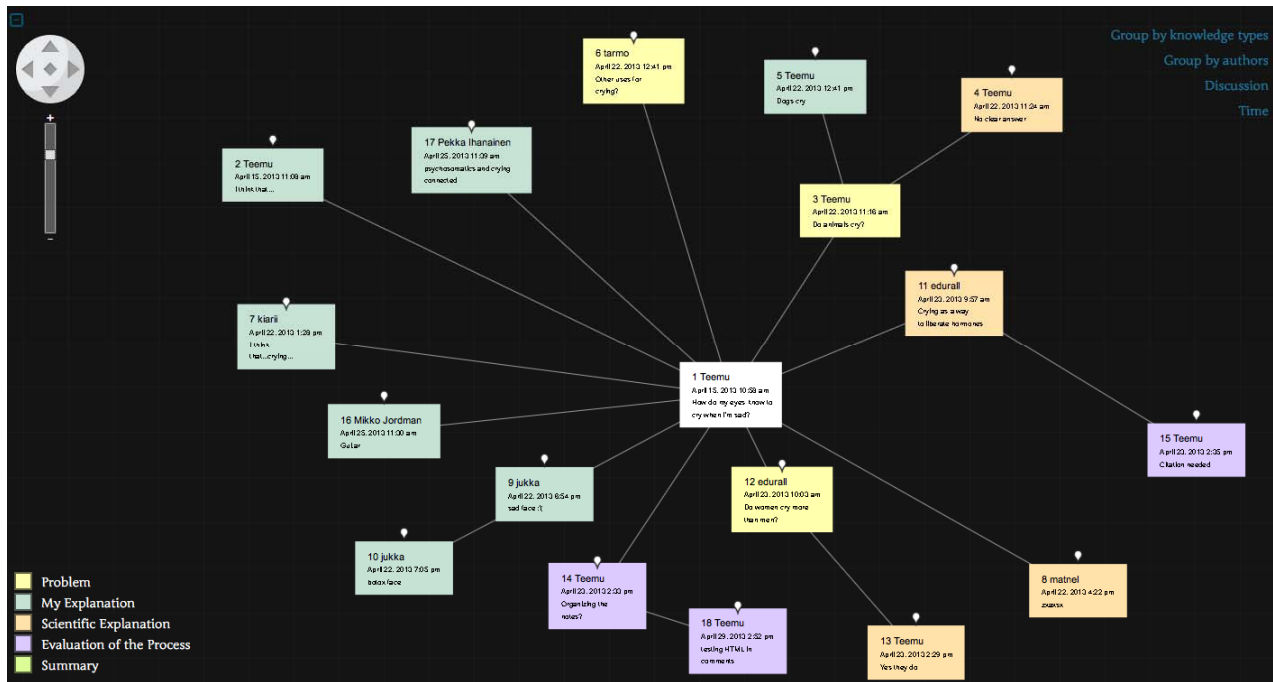 Group by knowledge types
Group by authors
Discussion
Time
6 tarmo
April 22, 2013 12:41 pm
Other uses for
crying?
5 Teemu
April 22, 2013 12:41 pm
Dogs cry
4 Teemu
April 22, 2013 11:24 am
No clear answer
17 Pekka Ihanainen
April 25, 2013 11:39 am
psychosomatics and crying
connected
2 Teemu
April 15, 2013 11:08 am
I think that...
3 Teemu
April 22, 2013 11:16 am
Do animals cry?
11 edurall
April 23, 2013 9:57 am
Crying as a way
to liberate hormones
7 kiarii
April 22, 2013 1:28 pm
I think
that...crying...
1 Teemu
April 15, 2013 10:58 am
How do my eyes know to
cry when I'm sad?
16 Mikko Jordman
April 25, 2013 11:30 am
15 Teemu
April 23, 2013 2:35 pm
Citation needed
9 jukka
April 22, 2013 6:54 pm
sad face :'(
12 edurall
April 23, 2013 10:03 am
Do women cry more
than men?
10 jukka
April 22, 2013 7:05 pm
botox face
14 Teemu
April 23, 2013 2:33 pm
Organizing the
notes?
8 matnel
April 22, 2013 4:22 pm
18 Teemu
April 29, 2013 2:52 pm
testing HTML in
comments
13 Teemu
April 23, 2013 2:29 pm
Yes they do
Problem
My Explanation
Scientific Explanation
Evaluation of the Process
Summary